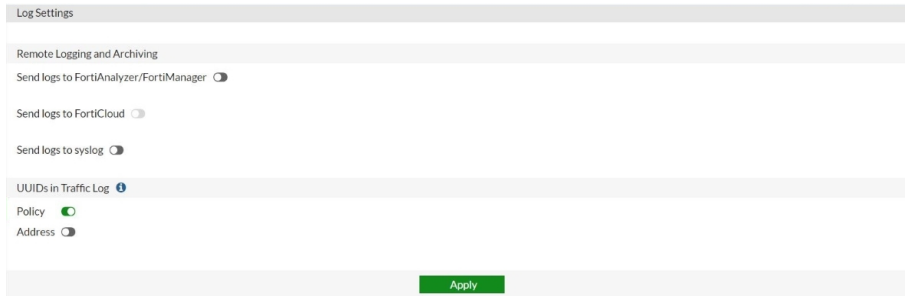 Log Settings
Remote Logging and Archiving
Send logs to FortiAnalyzer/FortiManager
Send logs to FortiCloud
Send logs to syslog
UUIDs in Traffic Log
Policy
Address
Apply